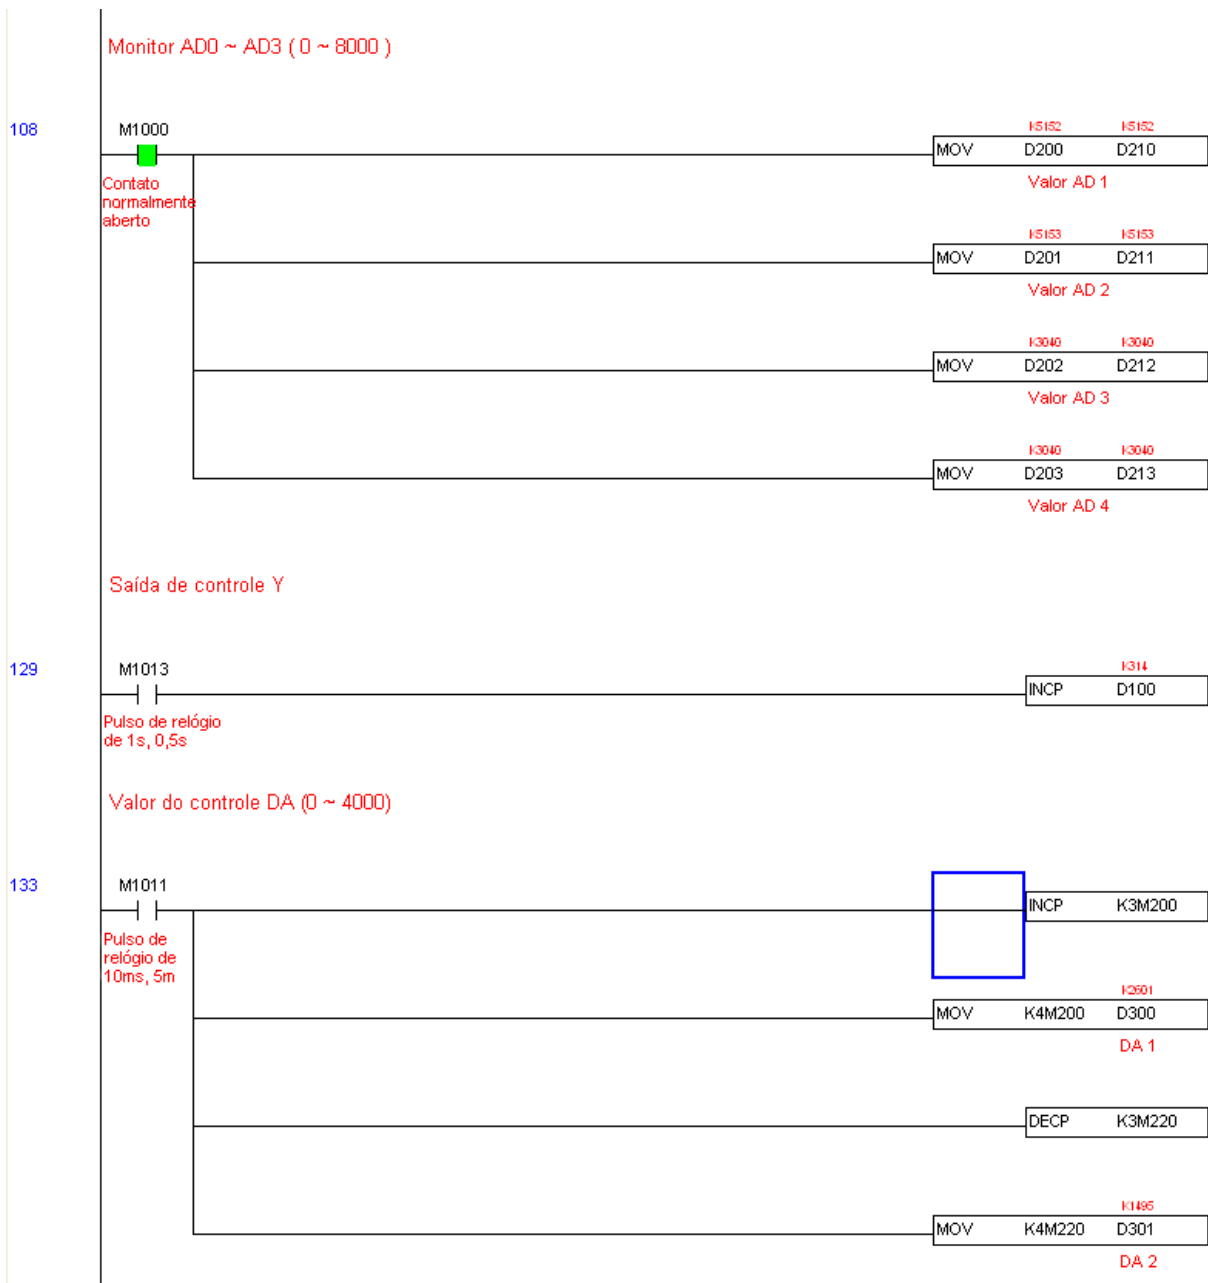 Monitor AD0 ~ AD3 ( 0 ~ 8000 )
108
M1000
Contato
normalmente
aberto
K5152 K5152
MOV D200 D210
Valor AD 1
K5153 K5153
MOV D201 D211
Valor AD 2
K3040 K3040
MOV D202 D212
Valor AD 3
K3040 K3040
MOV D203 D213
Valor AD 4
Saída de controle Y
129
M1013
Pulso de relógio
de 1s, 0,5s
K314
INCP D100
Valor do controle DA (0 ~ 4000)
133
M1011
Pulso de
relógio de
10ms, 5m
INCP K3M200
K2601
MOV K4M200 D300
DA 1
DECP K3M220
K1495
MOV K4M220 D301
DA 2